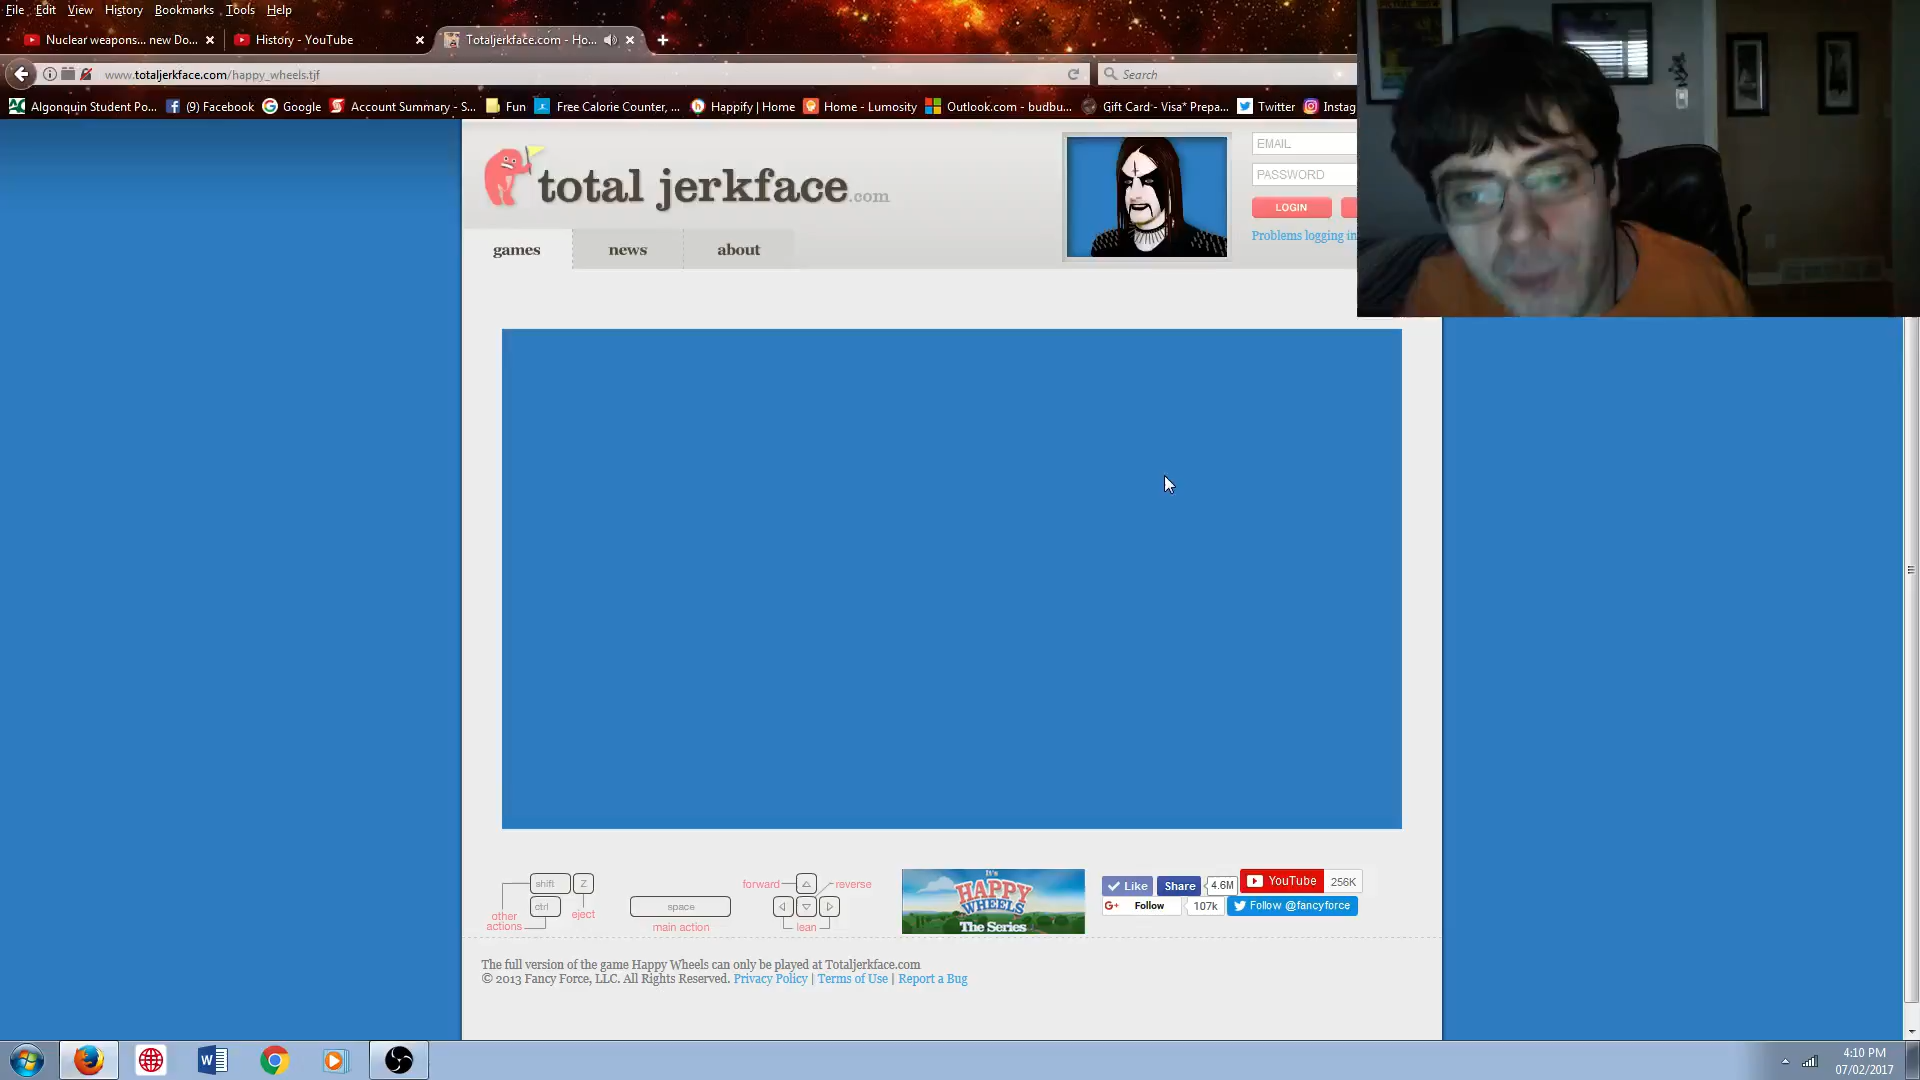 File Edit View History Bookmarks Tools Help
Nuclear weapons... new Do... History - YouTube Totaljerkface.com - Ho...
www.totaljerkface.com/happy_wheels.tjf Search
Algonquin Student Po... (9) Facebook Google Account Summary - S... Fun Free Calorie Counter, ... Happify | Home Home - Lumosity Outlook.com - budbu... Gift Card - Visa* Prepa... Twitter Instag
total jerkface.com
EMAIL
PASSWORD
LOGIN
Problems logging in
games news about
shift Z
ctrl
other actions
eject
space
main action
forward reverse
lean
IT'S HAPPY WHEELS The Series
Like Share 4.6M YouTube 256K
G+ Follow 107k Follow @fancyforce
The full version of the game Happy Wheels can only be played at Totaljerkface.com
© 2013 Fancy Force, LLC. All Rights Reserved. Privacy Policy | Terms of Use | Report a Bug
4:10 PM
07/02/2017